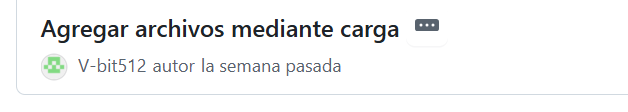 Agregar archivos mediante carga
V-bit512 autor la semana pasada